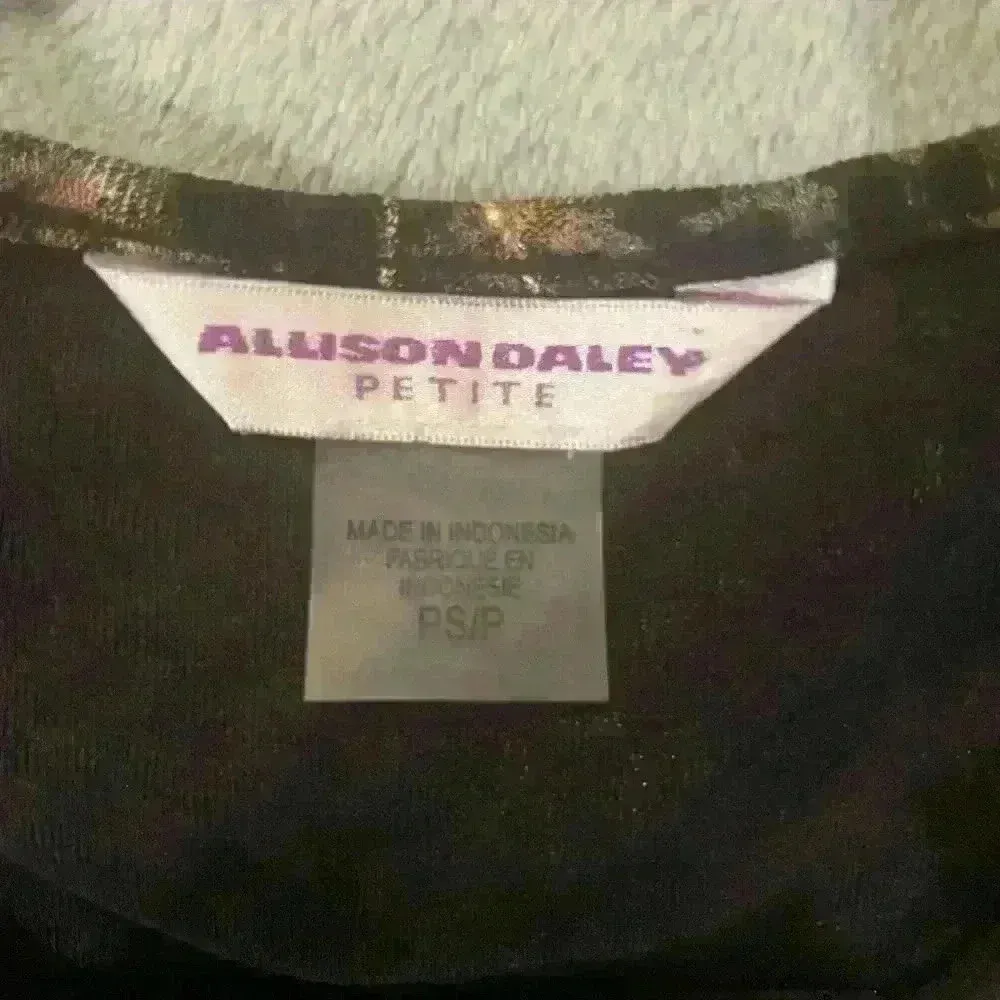 ALLISON DALEY
PETITE
MADE IN INDONESIA
FABRIQUE EN
INDONESIE
PS/P